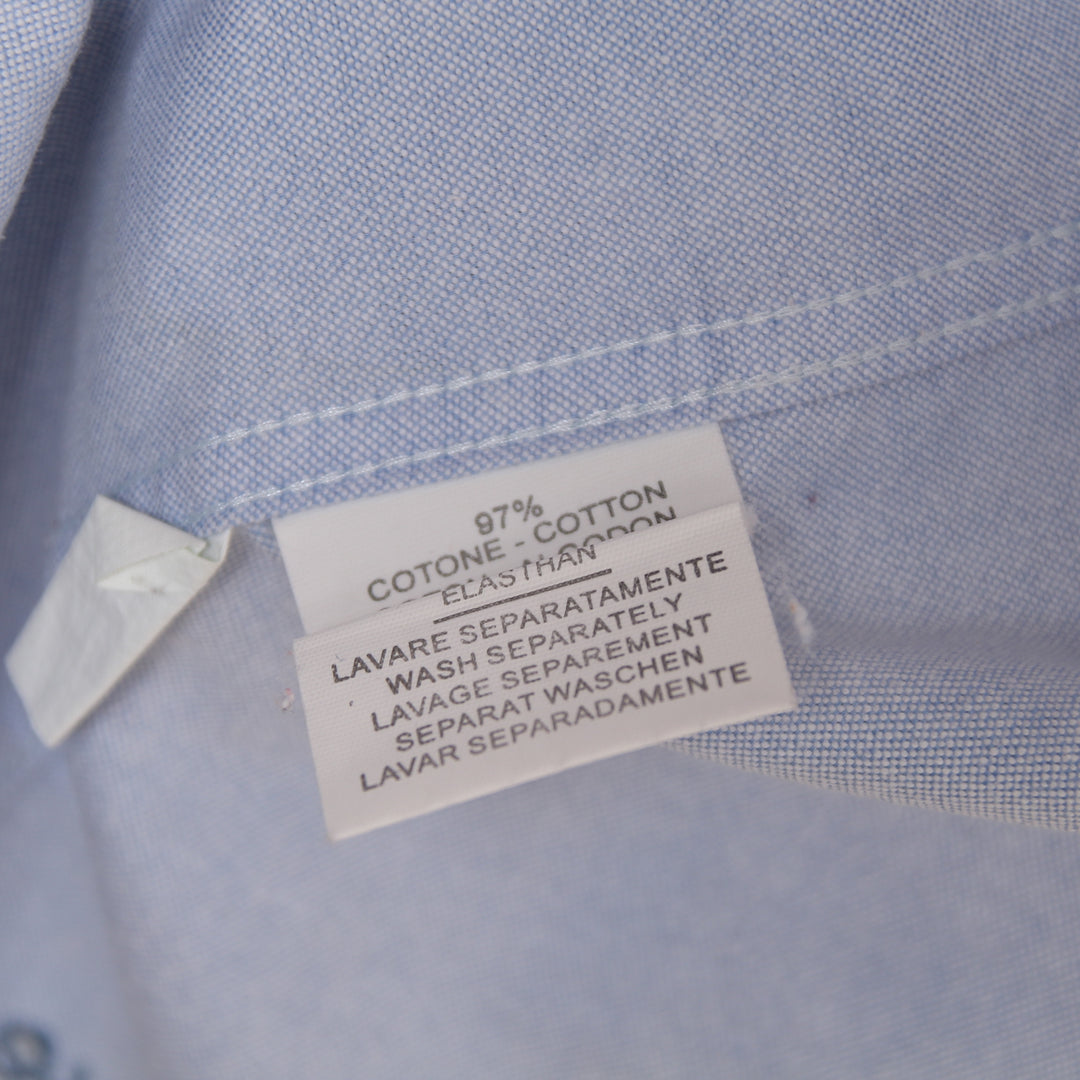 97%
COTONE - COTTON
ELASTHAN
LAVARE SEPARATAMENTE
WASH SEPARATELY
LAVAGE SEPAREMENT
SEPARAT WASCHEN
LAVAR SEPARADAMENTE